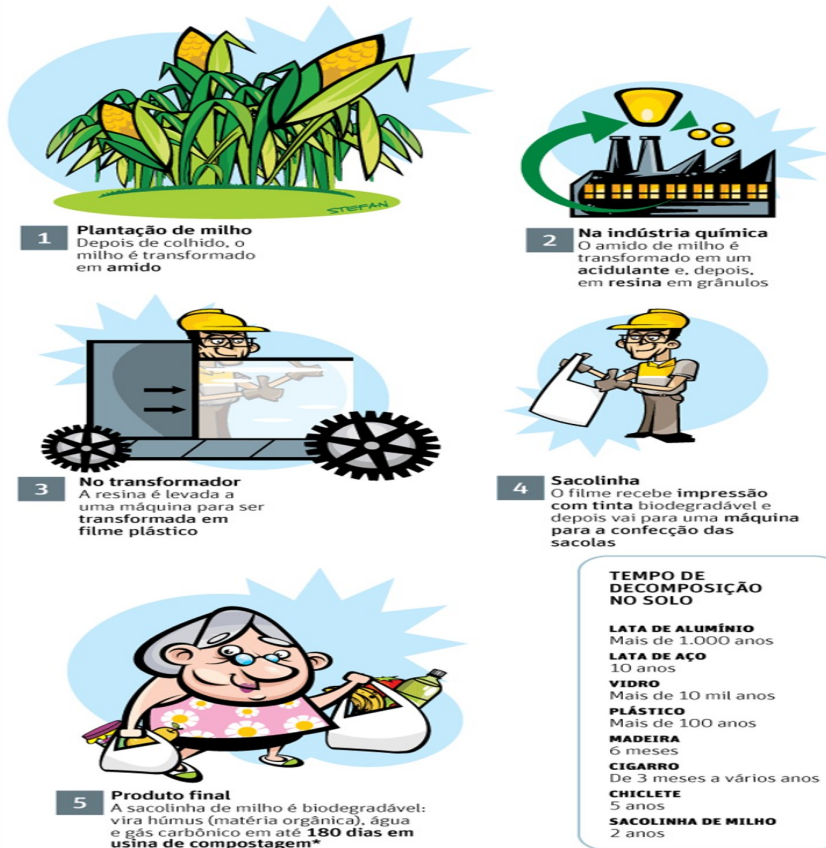 STEFAN
1
Plantação de milho
Depois de colhido, o
milho é transformado
em amido
2
Na indústria química
O amido de milho é
transformado em um
acidulante e, depois,
em resina em grânulos
3
No transformador
A resina é levada a
uma máquina para ser
transformada em
filme plástico
4
Sacolinha
O filme recebe impressão
com tinta biodegradável e
depois vai para uma máquina
para a confecção das
sacolas
5
Produto final
A sacolinha de milho é biodegradável:
vira húmus (matéria orgânica), água
e gás carbônico em até 180 dias em
usina de compostagem*
TEMPO DE
DECOMPOSIÇÃO
NO SOLO
LATA DE ALUMÍNIO
Mais de 1.000 anos
LATA DE AÇO
10 anos
VIDRO
Mais de 10 mil anos
PLÁSTICO
Mais de 100 anos
MADEIRA
6 meses
CIGARRO
De 3 meses a vários anos
CHICLETE
5 anos
SACOLINHA DE MILHO
2 anos